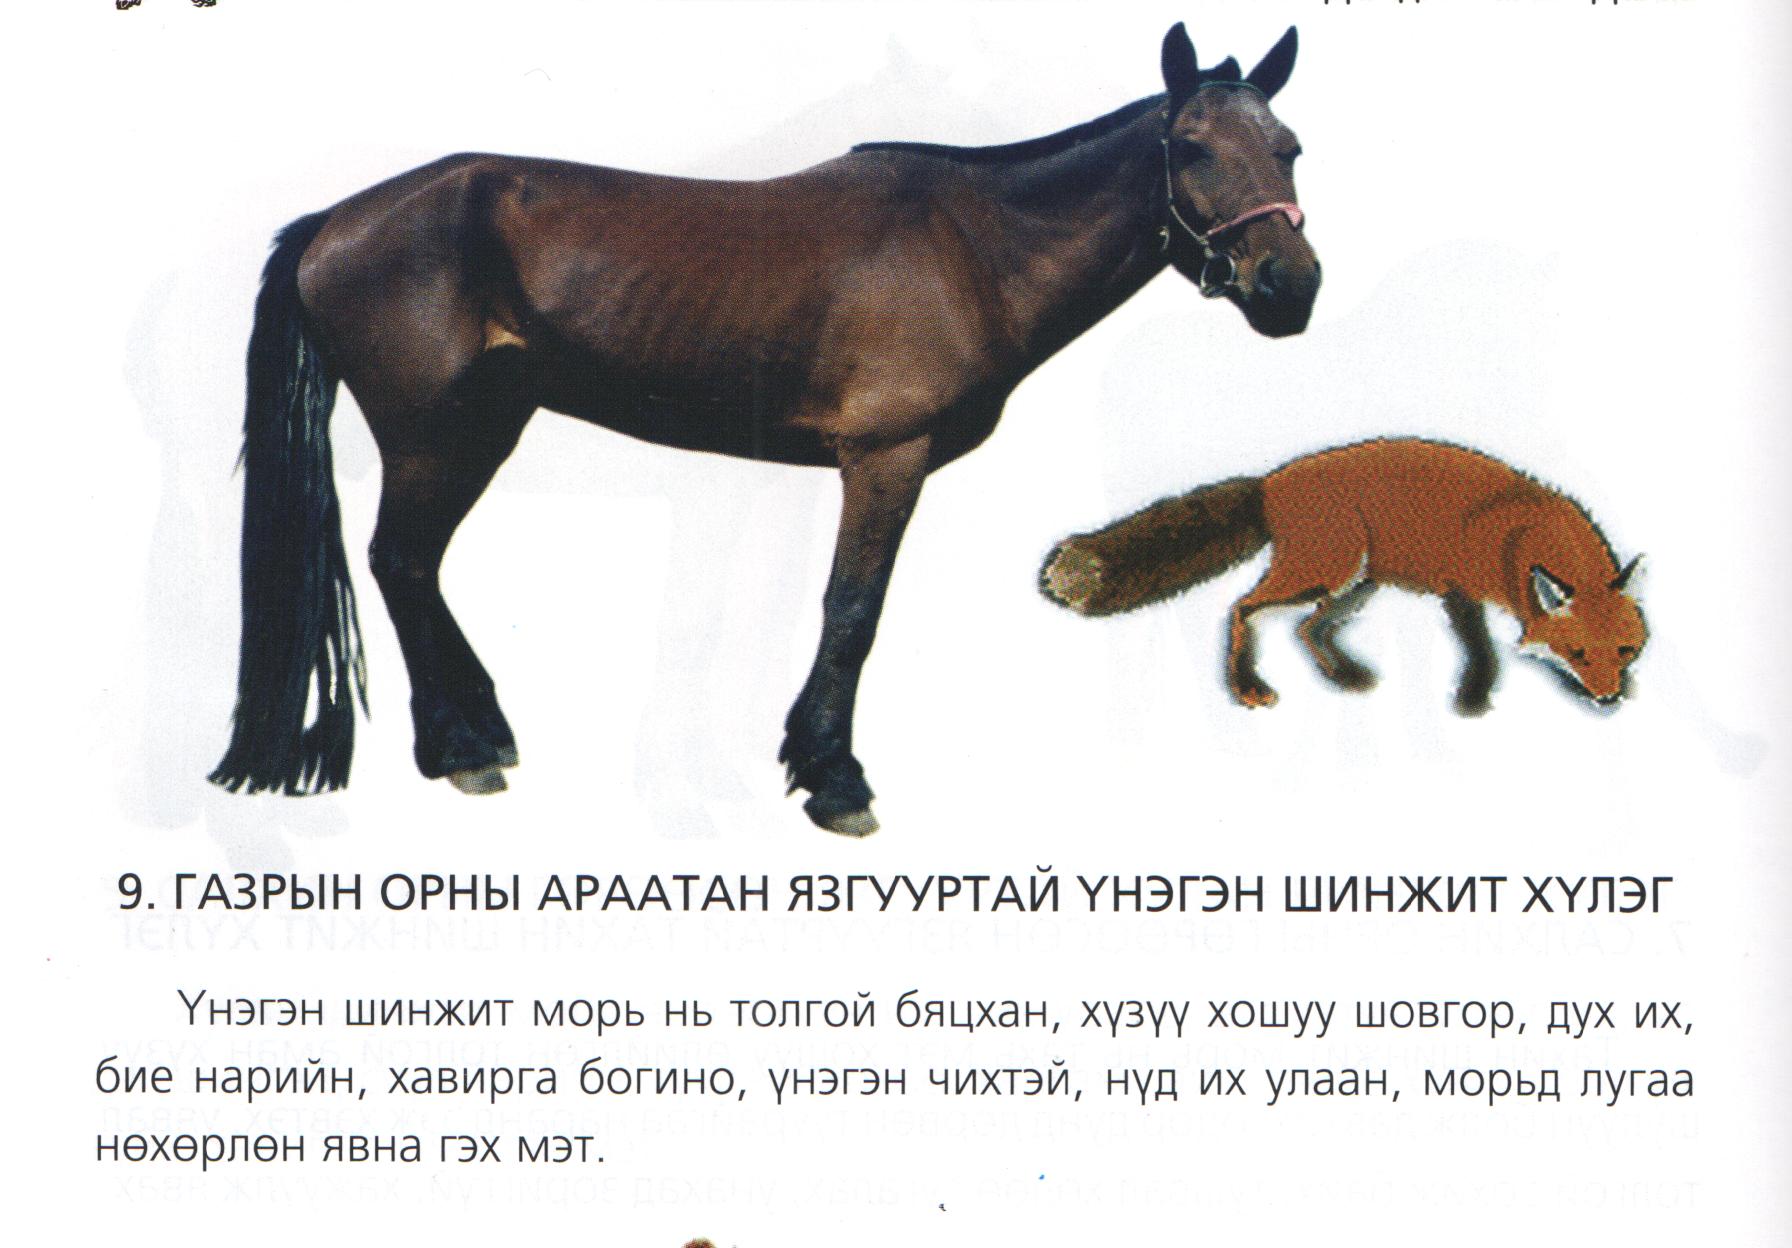 9. ГАЗРЫН ОРНЫ АРААТАН ЯЗГУУРТАЙ ҮНЭГЭН ШИНЖИТ ХҮЛЭГ
Үнэгэн шинжит морь нь толгой бяцхан, хүзүү хошуу шовгор, дух их,
бие нарийн, хавирга богино, үнэгэн чихтэй, нүд их улаан, морьд лугаа
нөхөрлөн явна гэх мэт.